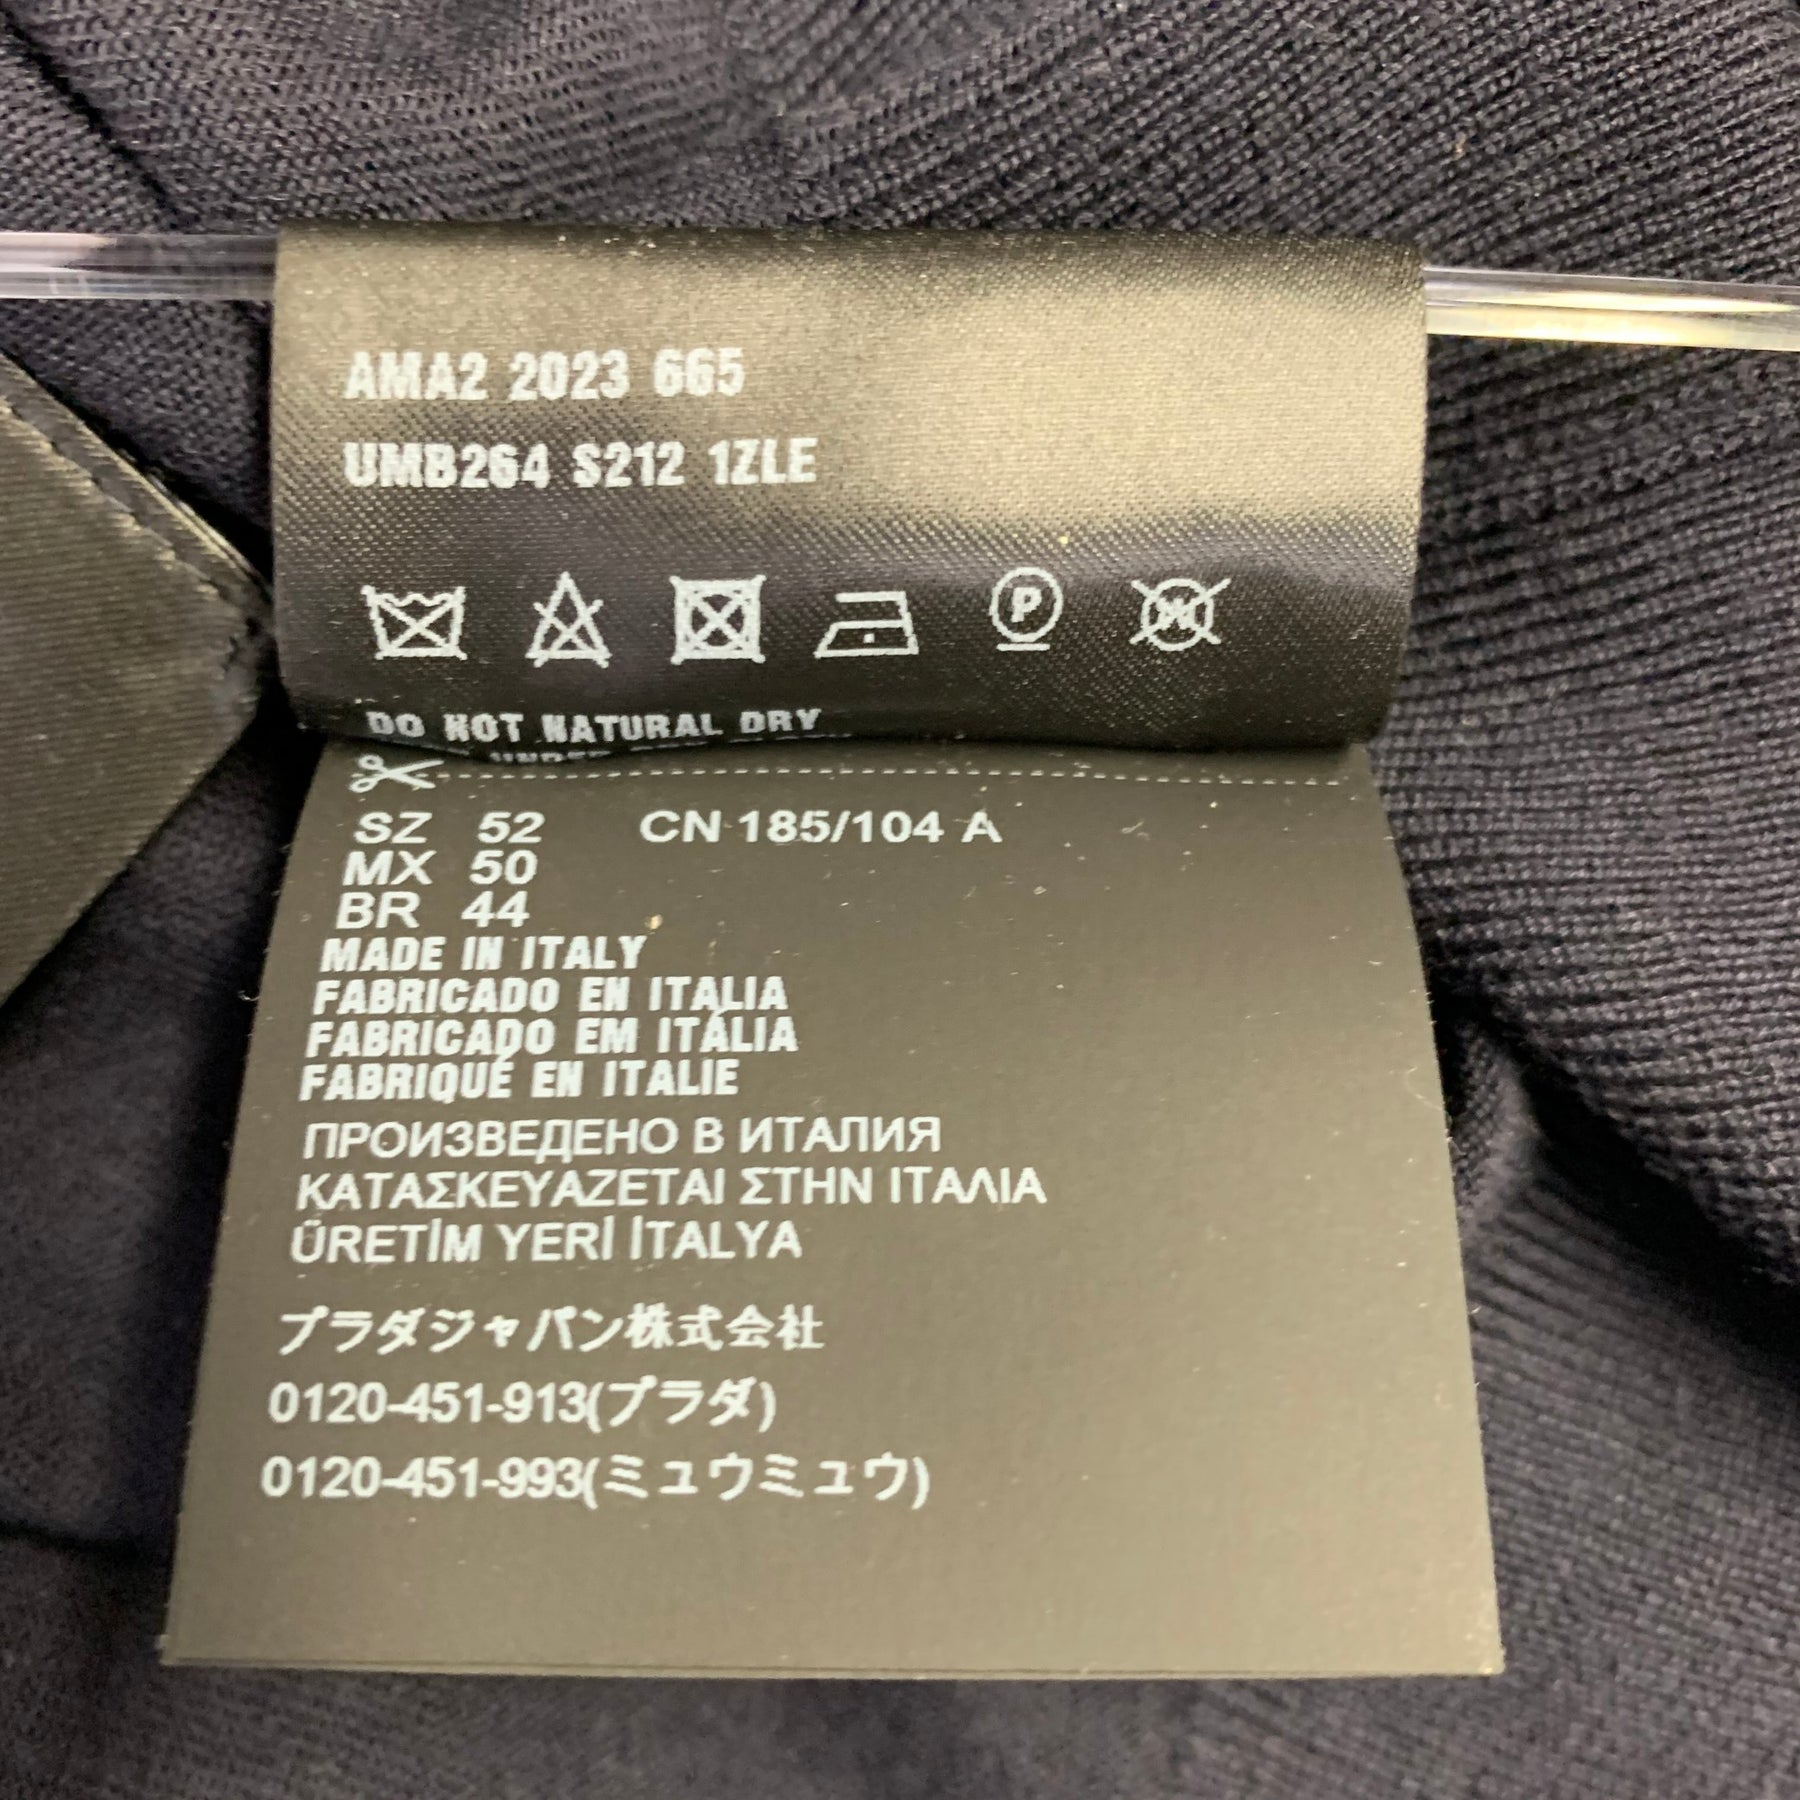 AMA2 2023 665
UMB264 S212 1ZLE
P
W
DO NOT NATURAL DRY
UNDER
SZ 52 CN 185/104 A
MX 50
BR 44
MADE IN ITALY
FABRICADO EN ITALIA
FABRICADO EM ITÁLIA
FABRIQUÉ EN ITALIE
ПРОИЗВЕДЕНО В ИТАЛИЯ
ΚΑΤΑΣΚΕΥΑΖΕΤΑΙ ΣΤΗΝ ΙΤΑΛΙΑ
ÜRETİM YERİ İTALYA
プラダジャパン株式会社
0120-451-913(プラダ)
0120-451-993(ミュウミュウ)